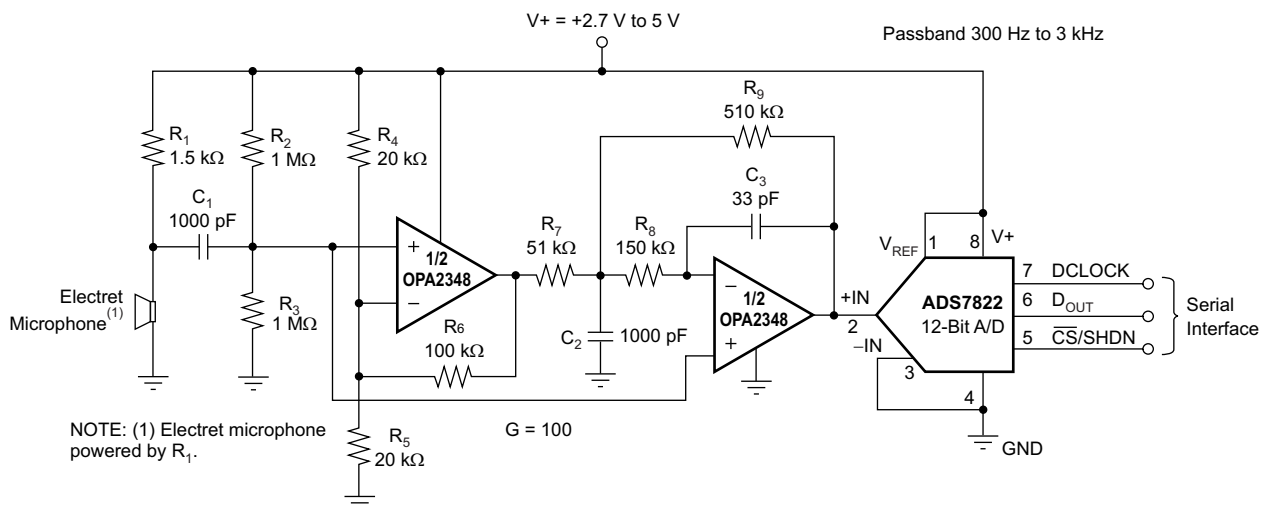 V+ = +2.7 V to 5 V
Passband 300 Hz to 3 kHz
R1
1.5 kΩ
R2
1 MΩ
R4
20 kΩ
R9
510 kΩ
C1
1000 pF
C3
33 pF
R7
51 kΩ
R8
150 kΩ
+
1/2
OPA2348
−
VREF
1
8
V+
7
DCLOCK
ADS7822
12-Bit A/D
+IN
2
6
DOUT
Serial
Interface
−
1/2
OPA2348
+
−IN
3
5
CS/SHDN
Electret
Microphone(1)
R3
1 MΩ
R6
100 kΩ
C2
1000 pF
4
GND
NOTE: (1) Electret microphone
powered by R1.
R5
20 kΩ
G = 100